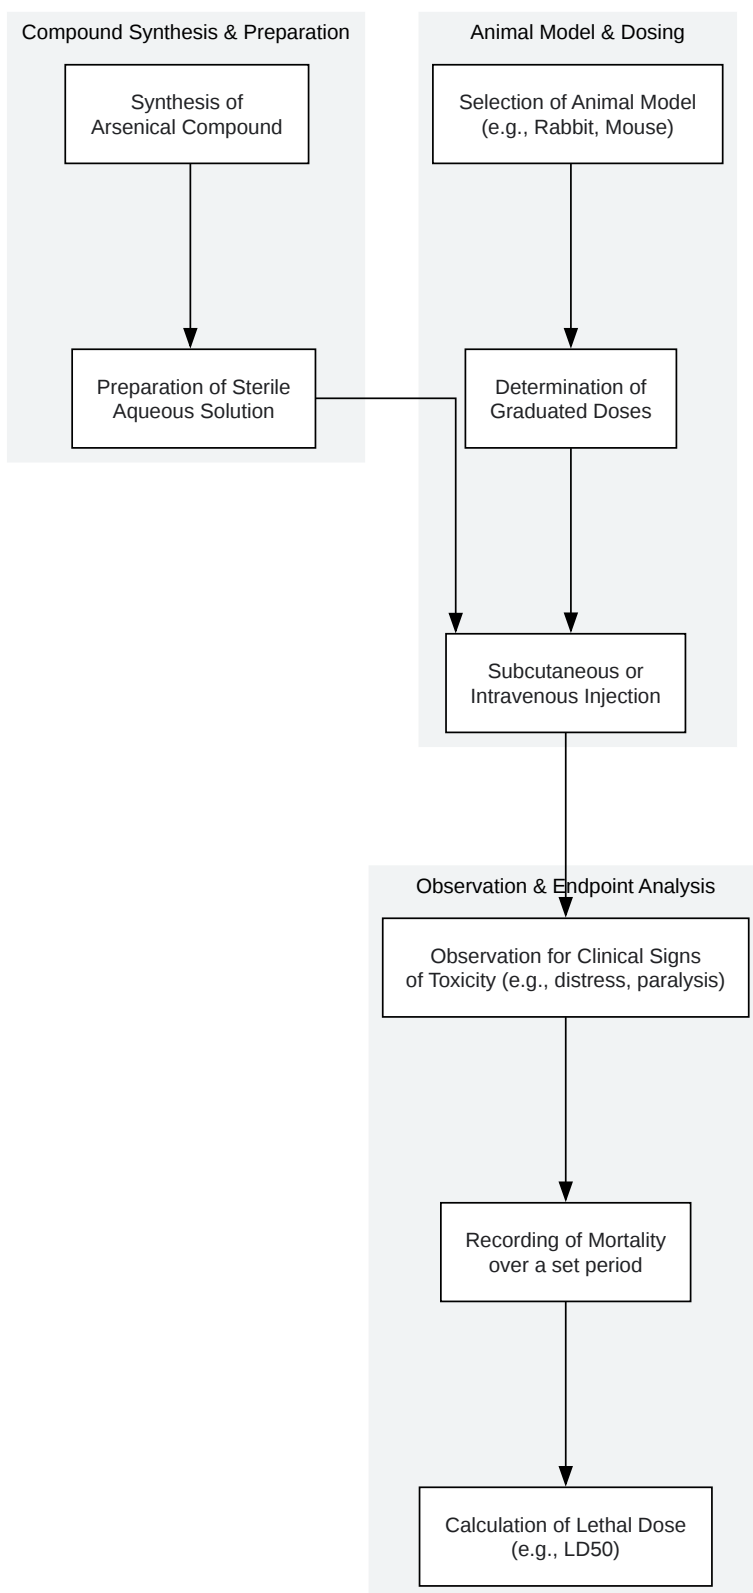 Compound Synthesis & Preparation
Synthesis of
Arsenical Compound
Preparation of Sterile
Aqueous Solution
Animal Model & Dosing
Selection of Animal Model
(e.g., Rabbit, Mouse)
Determination of
Graduated Doses
Subcutaneous or
Intravenous Injection
Observation & Endpoint Analysis
Observation for Clinical Signs
of Toxicity (e.g., distress, paralysis)
Recording of Mortality
over a set period
Calculation of Lethal Dose
(e.g., LD50)